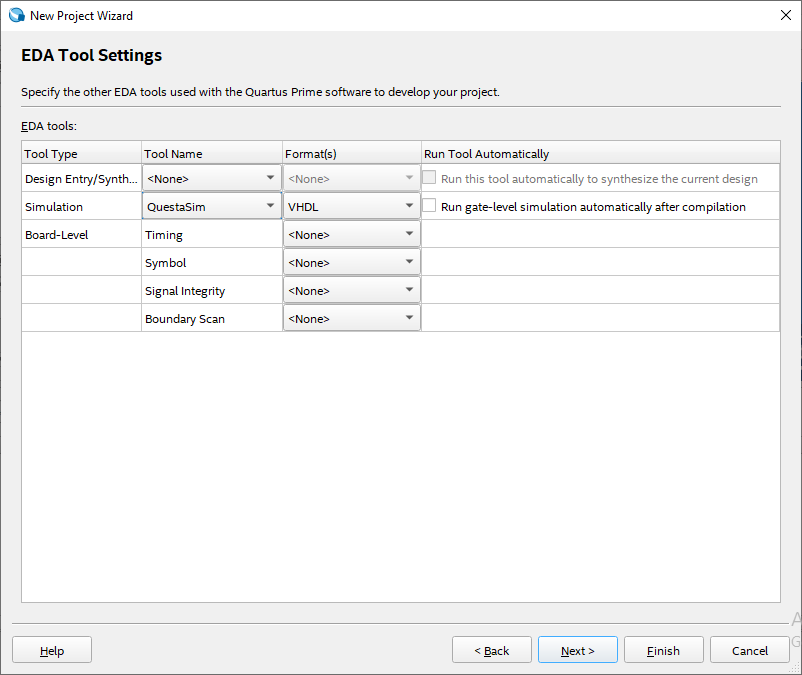 New Project Wizard
EDA Tool Settings
Specify the other EDA tools used with the Quartus Prime software to develop your project.
EDA tools:
Tool Type Tool Name Format(s) Run Tool Automatically
Design Entry/Synth... <None> <None> Run this tool automatically to synthesize the current design
Simulation QuestaSim VHDL Run gate-level simulation automatically after compilation
Board-Level Timing <None>
Symbol <None>
Signal Integrity <None>
Boundary Scan <None>
Help < Back Next > Finish Cancel